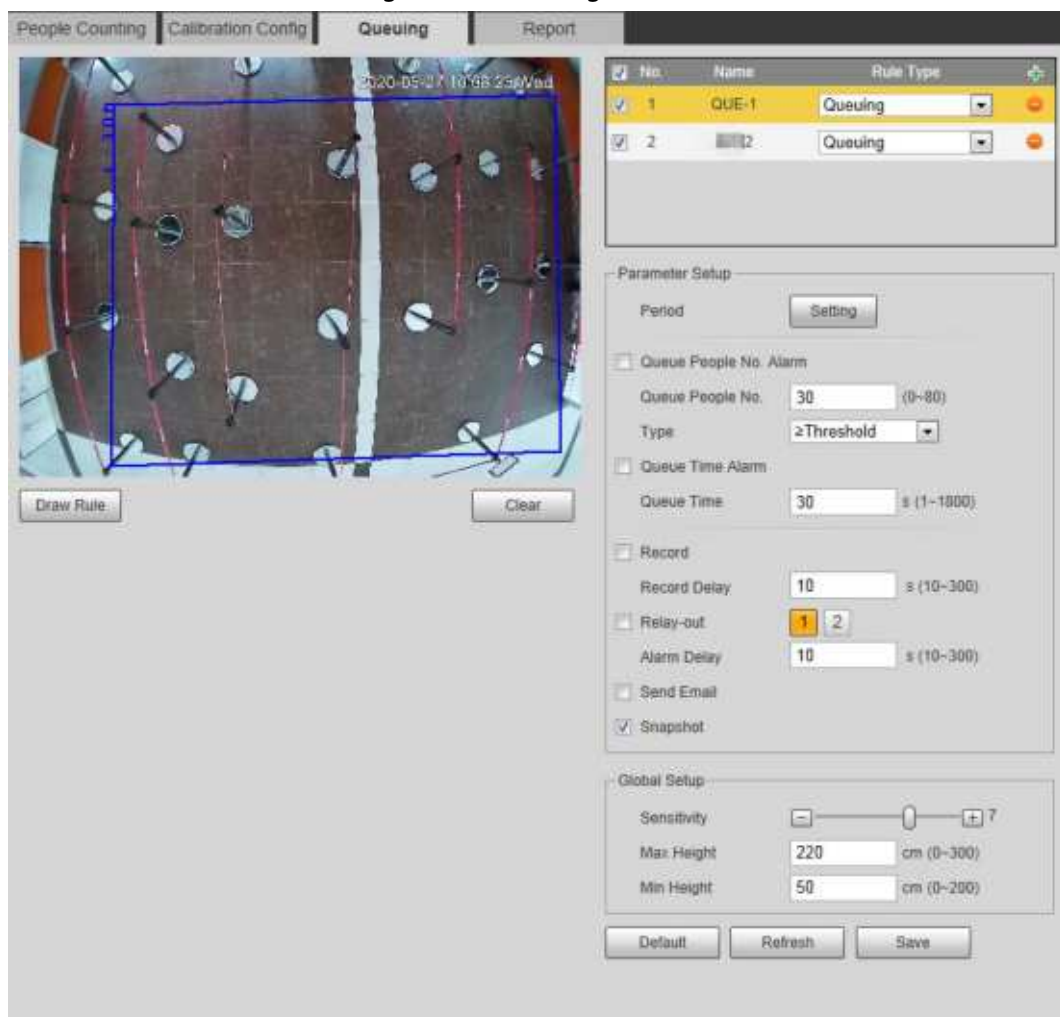 People Counting Calibration Config Queuing Report
No. Name Rule Type
1 QUE-1 Queuing
2 2 Queuing
Parameter Setup
Period Setting
Queue People No. Alarm
Queue People No. 30 (0~80)
Type ≥Threshold
Queue Time Alarm
Queue Time 30 s (1~1800)
Record
Record Delay 10 s (10~300)
Relay-out 1 2
Alarm Delay 10 s (10~300)
Send Email
Snapshot
Draw Rule Clear
Global Setup
Sensitivity 7
Max Height 220 cm (0~300)
Min Height 50 cm (0~200)
Default Refresh Save